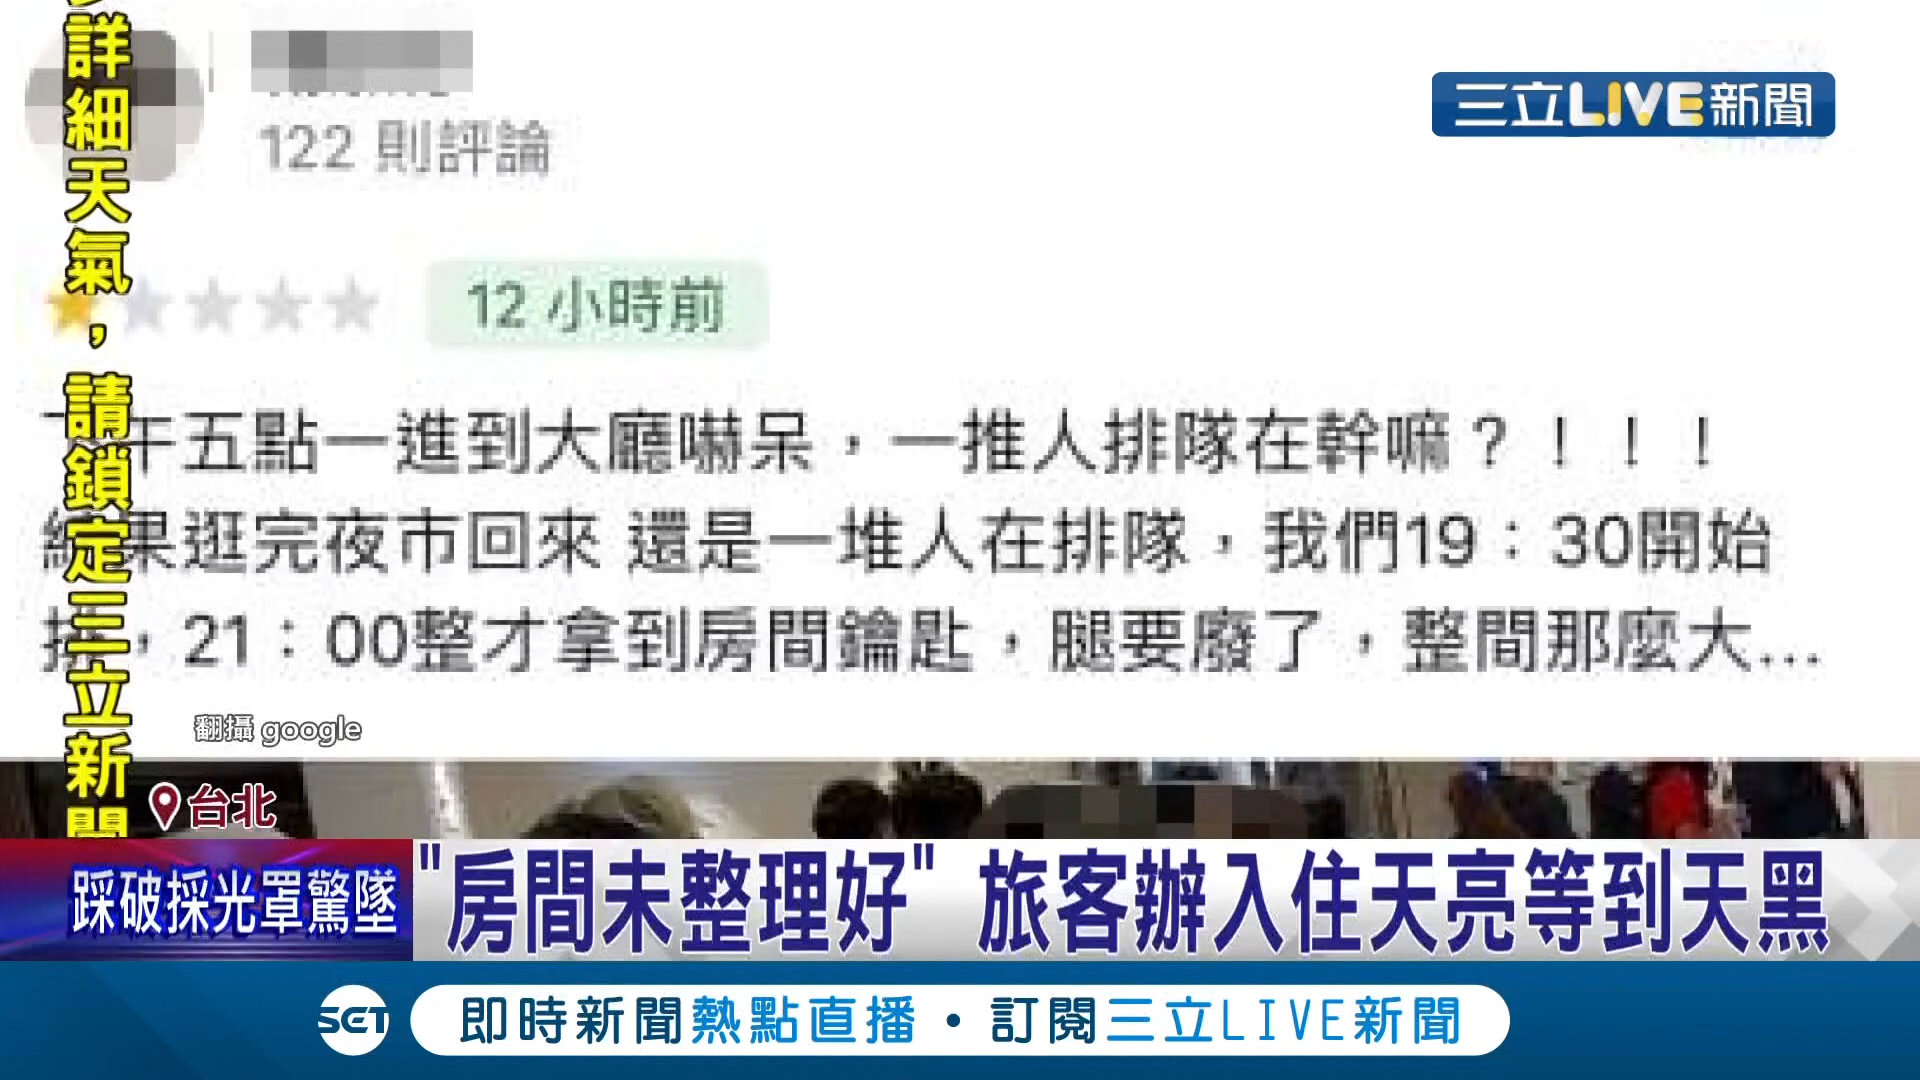 詳細天氣，請鎖定三立新聞
三立LIVE新聞
122 則評論
12 小時前
下午五點一進到大廳嚇呆，一推人排隊在幹嘛？！！！
結果逛完夜市回來 還是一堆人在排隊，我們19：30開始
排，21：00整才拿到房間鑰匙，腿要廢了，整間那麼大...
翻攝 google
台北
踩破採光罩驚墜
"房間未整理好" 旅客辦入住天亮等到天黑
SET
即時新聞熱點直播・訂閱三立LIVE新聞